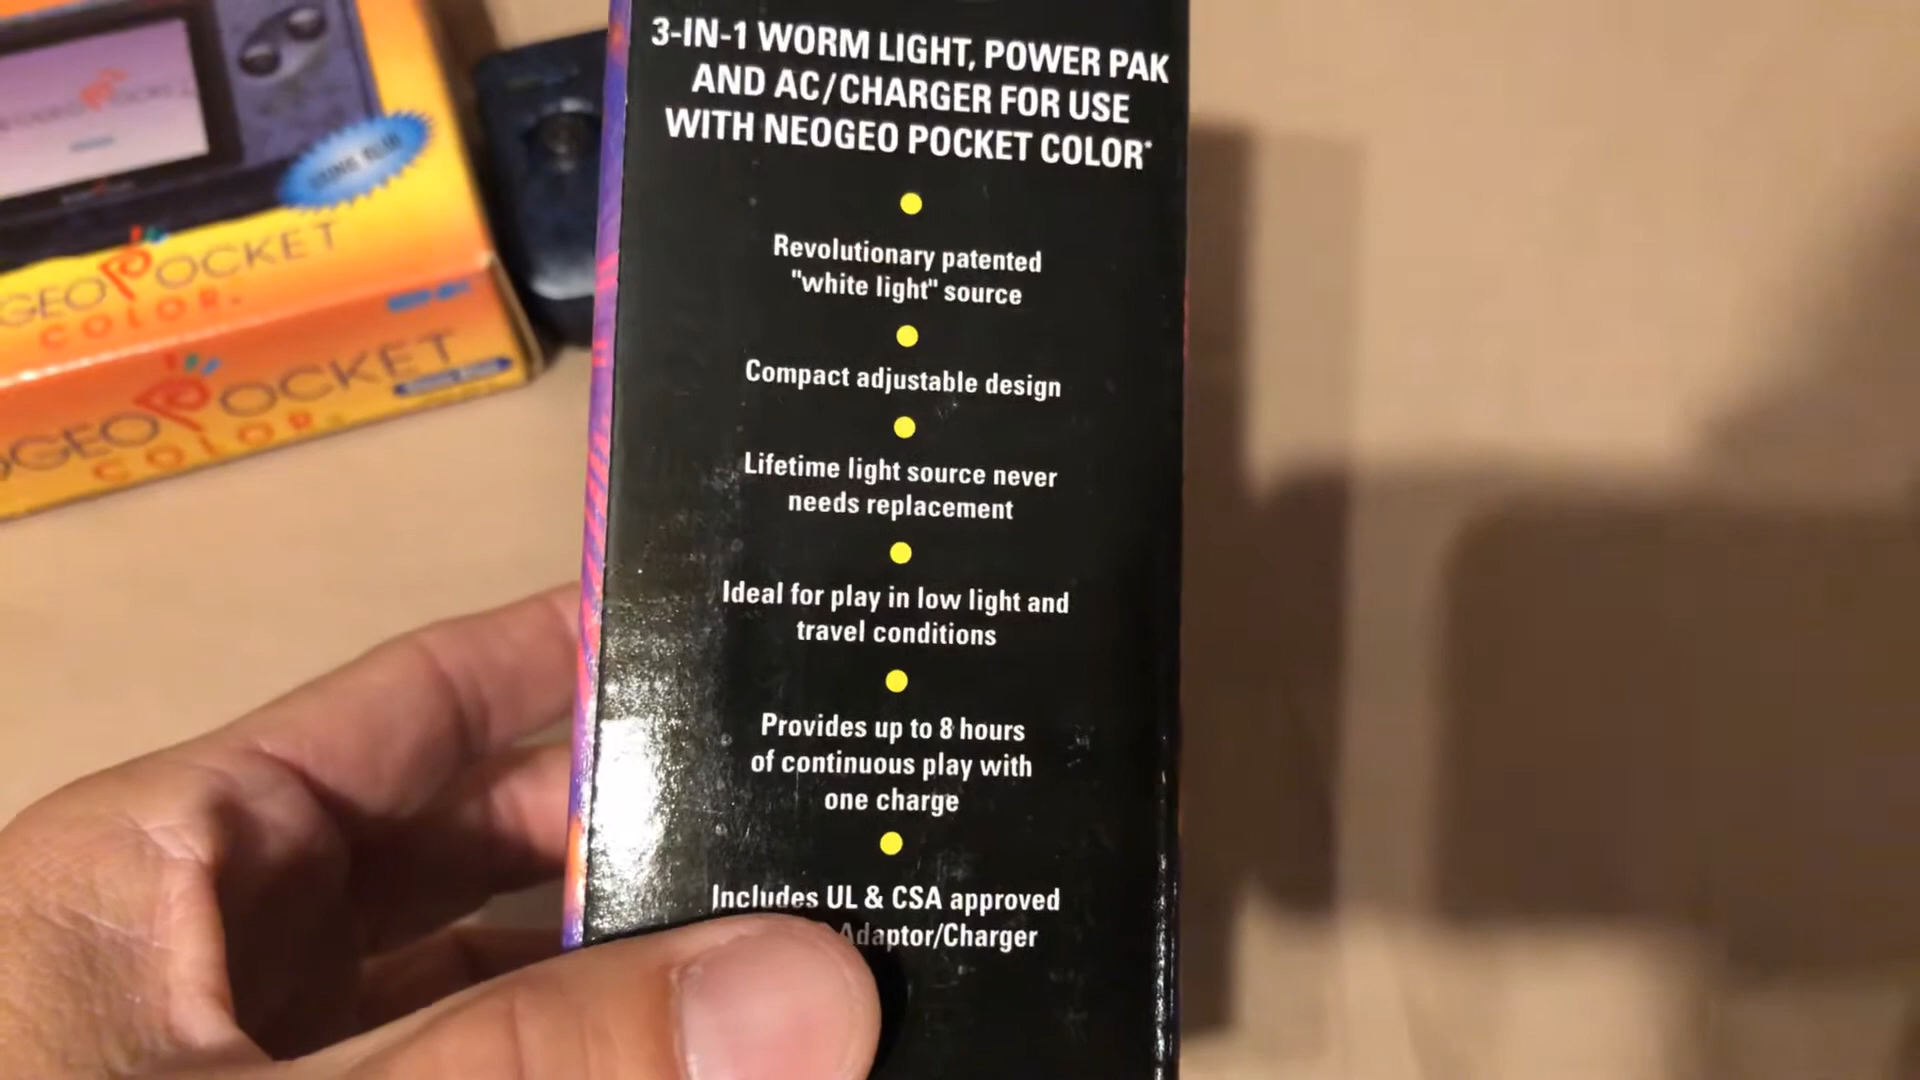 3-IN-1 WORM LIGHT, POWER PAK
AND AC/CHARGER FOR USE
WITH NEOGEO POCKET COLOR*
Revolutionary patented
"white light" source
Compact adjustable design
Lifetime light source never
needs replacement
Ideal for play in low light and
travel conditions
Provides up to 8 hours
of continuous play with
one charge
Includes UL & CSA approved
Adaptor/Charger
GEO POCKET
COLOR
OGEO POCKET
COLOR